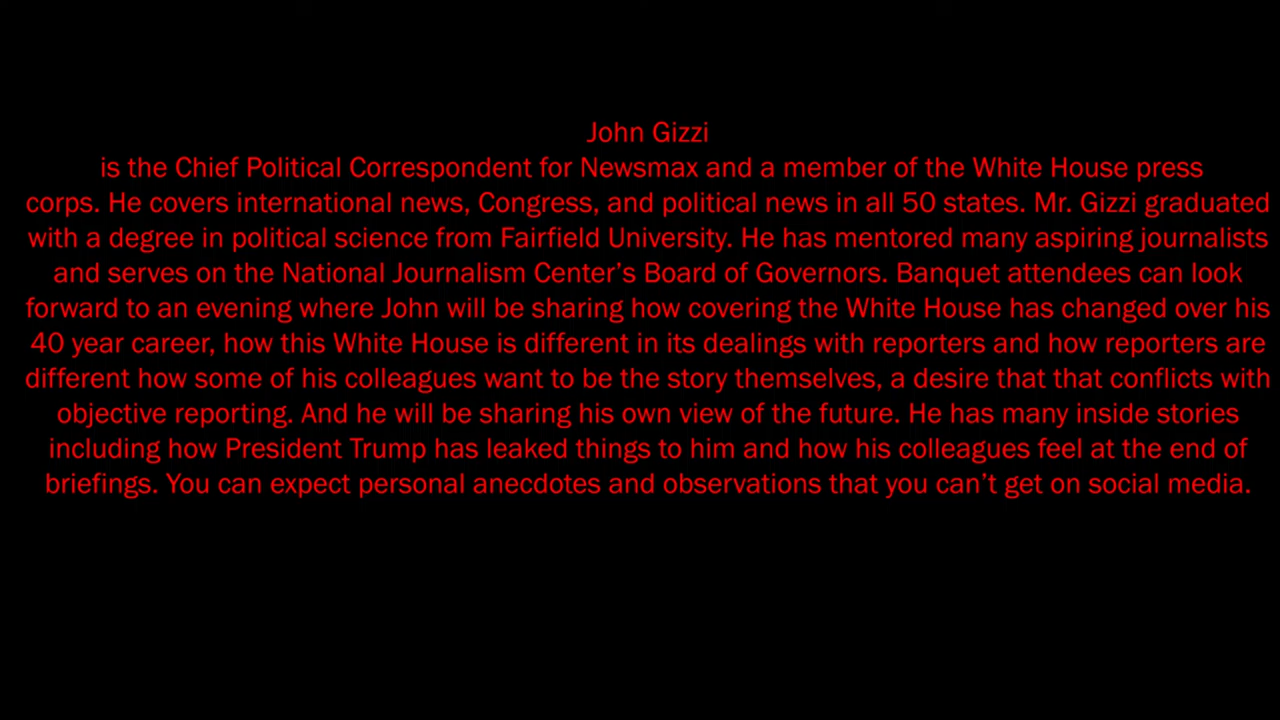 John Gizzi
is the Chief Political Correspondent for Newsmax and a member of the White House press
corps. He covers international news, Congress, and political news in all 50 states. Mr. Gizzi graduated
with a degree in political science from Fairfield University. He has mentored many aspiring journalists
and serves on the National Journalism Center’s Board of Governors. Banquet attendees can look
forward to an evening where John will be sharing how covering the White House has changed over his
40 year career, how this White House is different in its dealings with reporters and how reporters are
different how some of his colleagues want to be the story themselves, a desire that that conflicts with
objective reporting. And he will be sharing his own view of the future. He has many inside stories
including how President Trump has leaked things to him and how his colleagues feel at the end of
briefings. You can expect personal anecdotes and observations that you can’t get on social media.